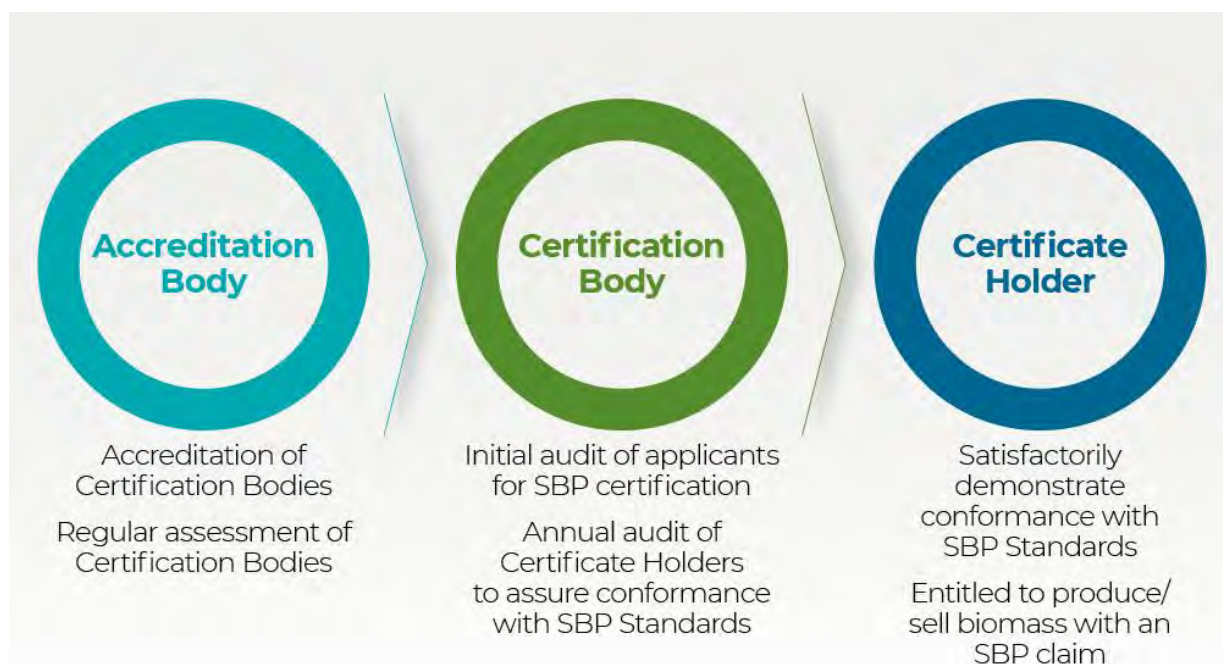 Accreditation
Body
Accreditation of
Certification Bodies
Regular assessment of
Certification Bodies
Certification
Body
Initial audit of applicants
for SBP certification
Annual audit of
Certificate Holders
to assure conformance
with SBP Standards
Certificate
Holder
Satisfactorily
demonstrate
conformance with
SBP Standards
Entitled to produce/
sell biomass with an
SBP claim